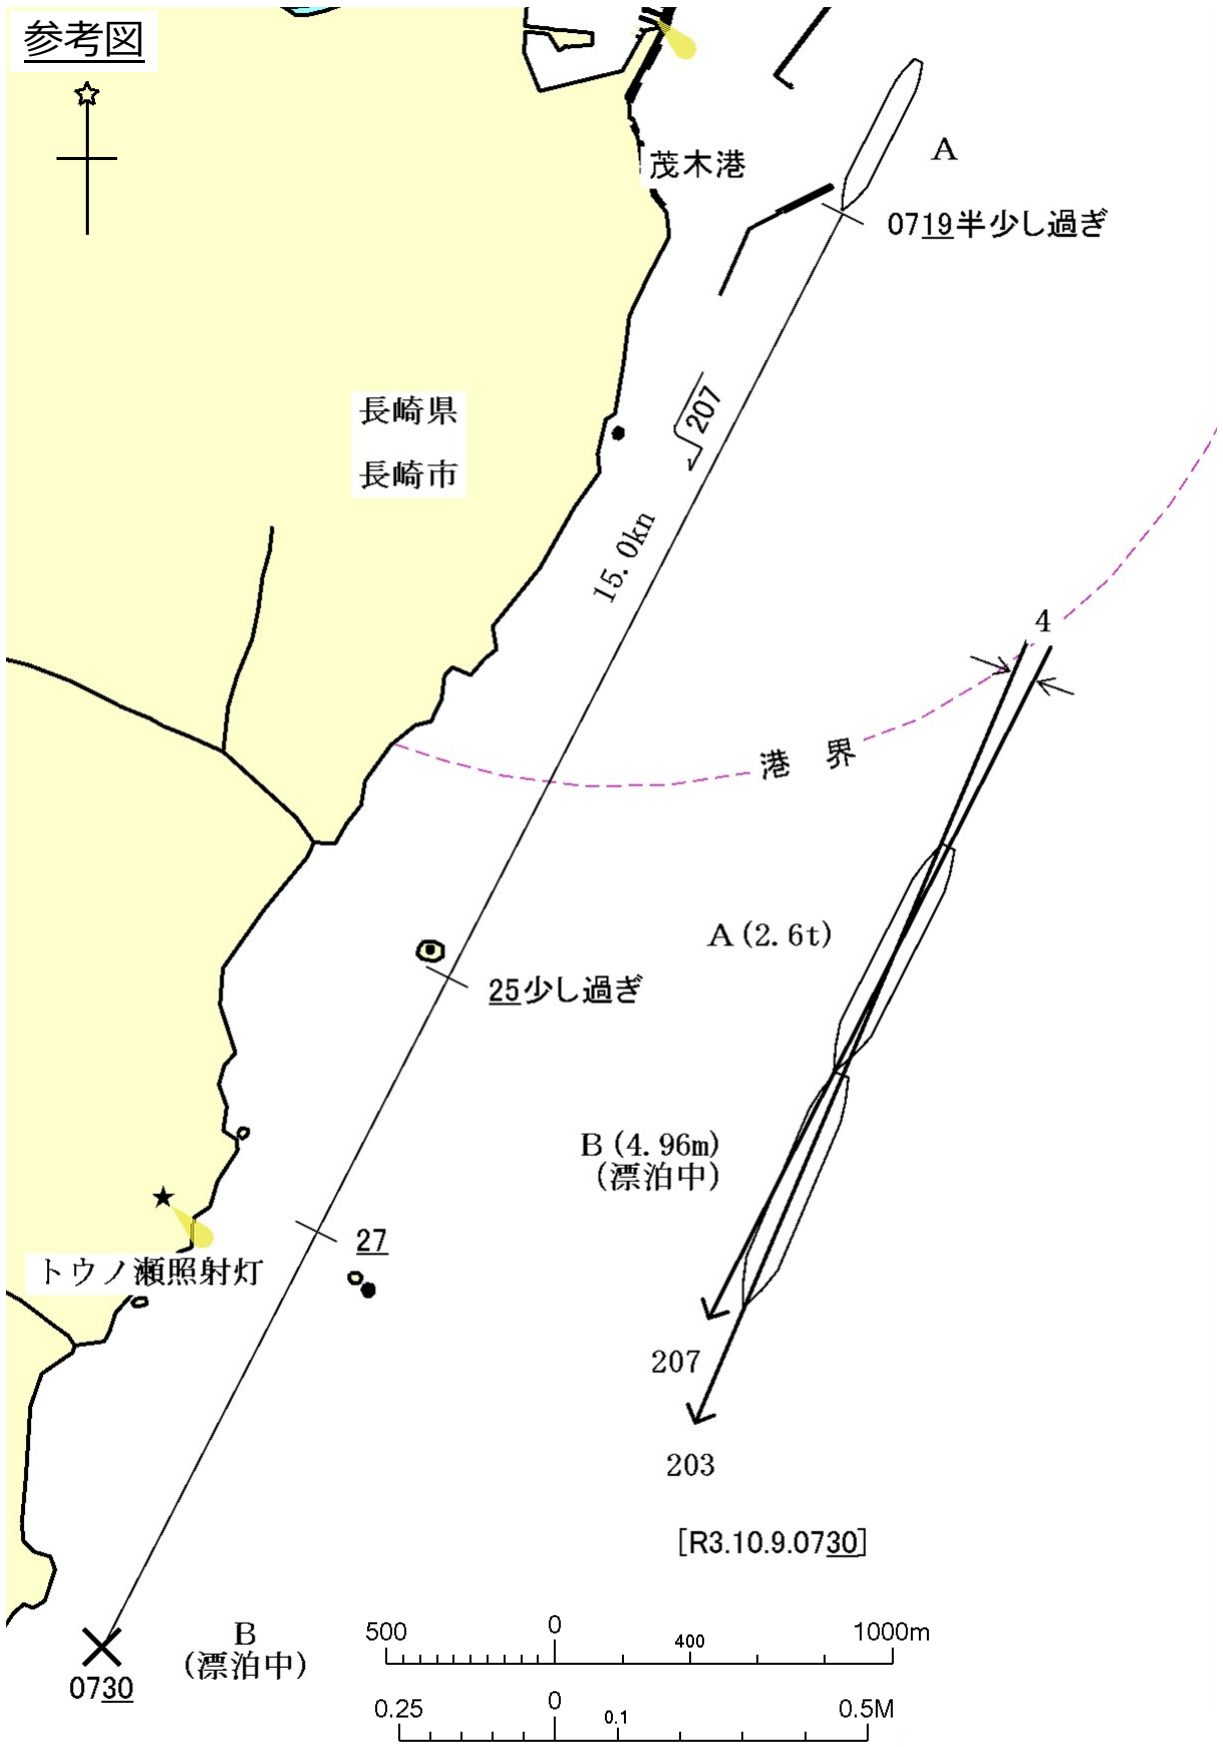 参考図
A
茂木港
0719半少し過ぎ
長崎県
長崎市
207
15.0kn
4
港 界
A(2.6t)
25少し過ぎ
B(4.96m)
(漂泊中)
27
トウノ瀬照射灯
207
203
[R3.10.9.0730]
B
(漂泊中)
0730
500 0 400 1000m
0.25 0 0.1 0.5M